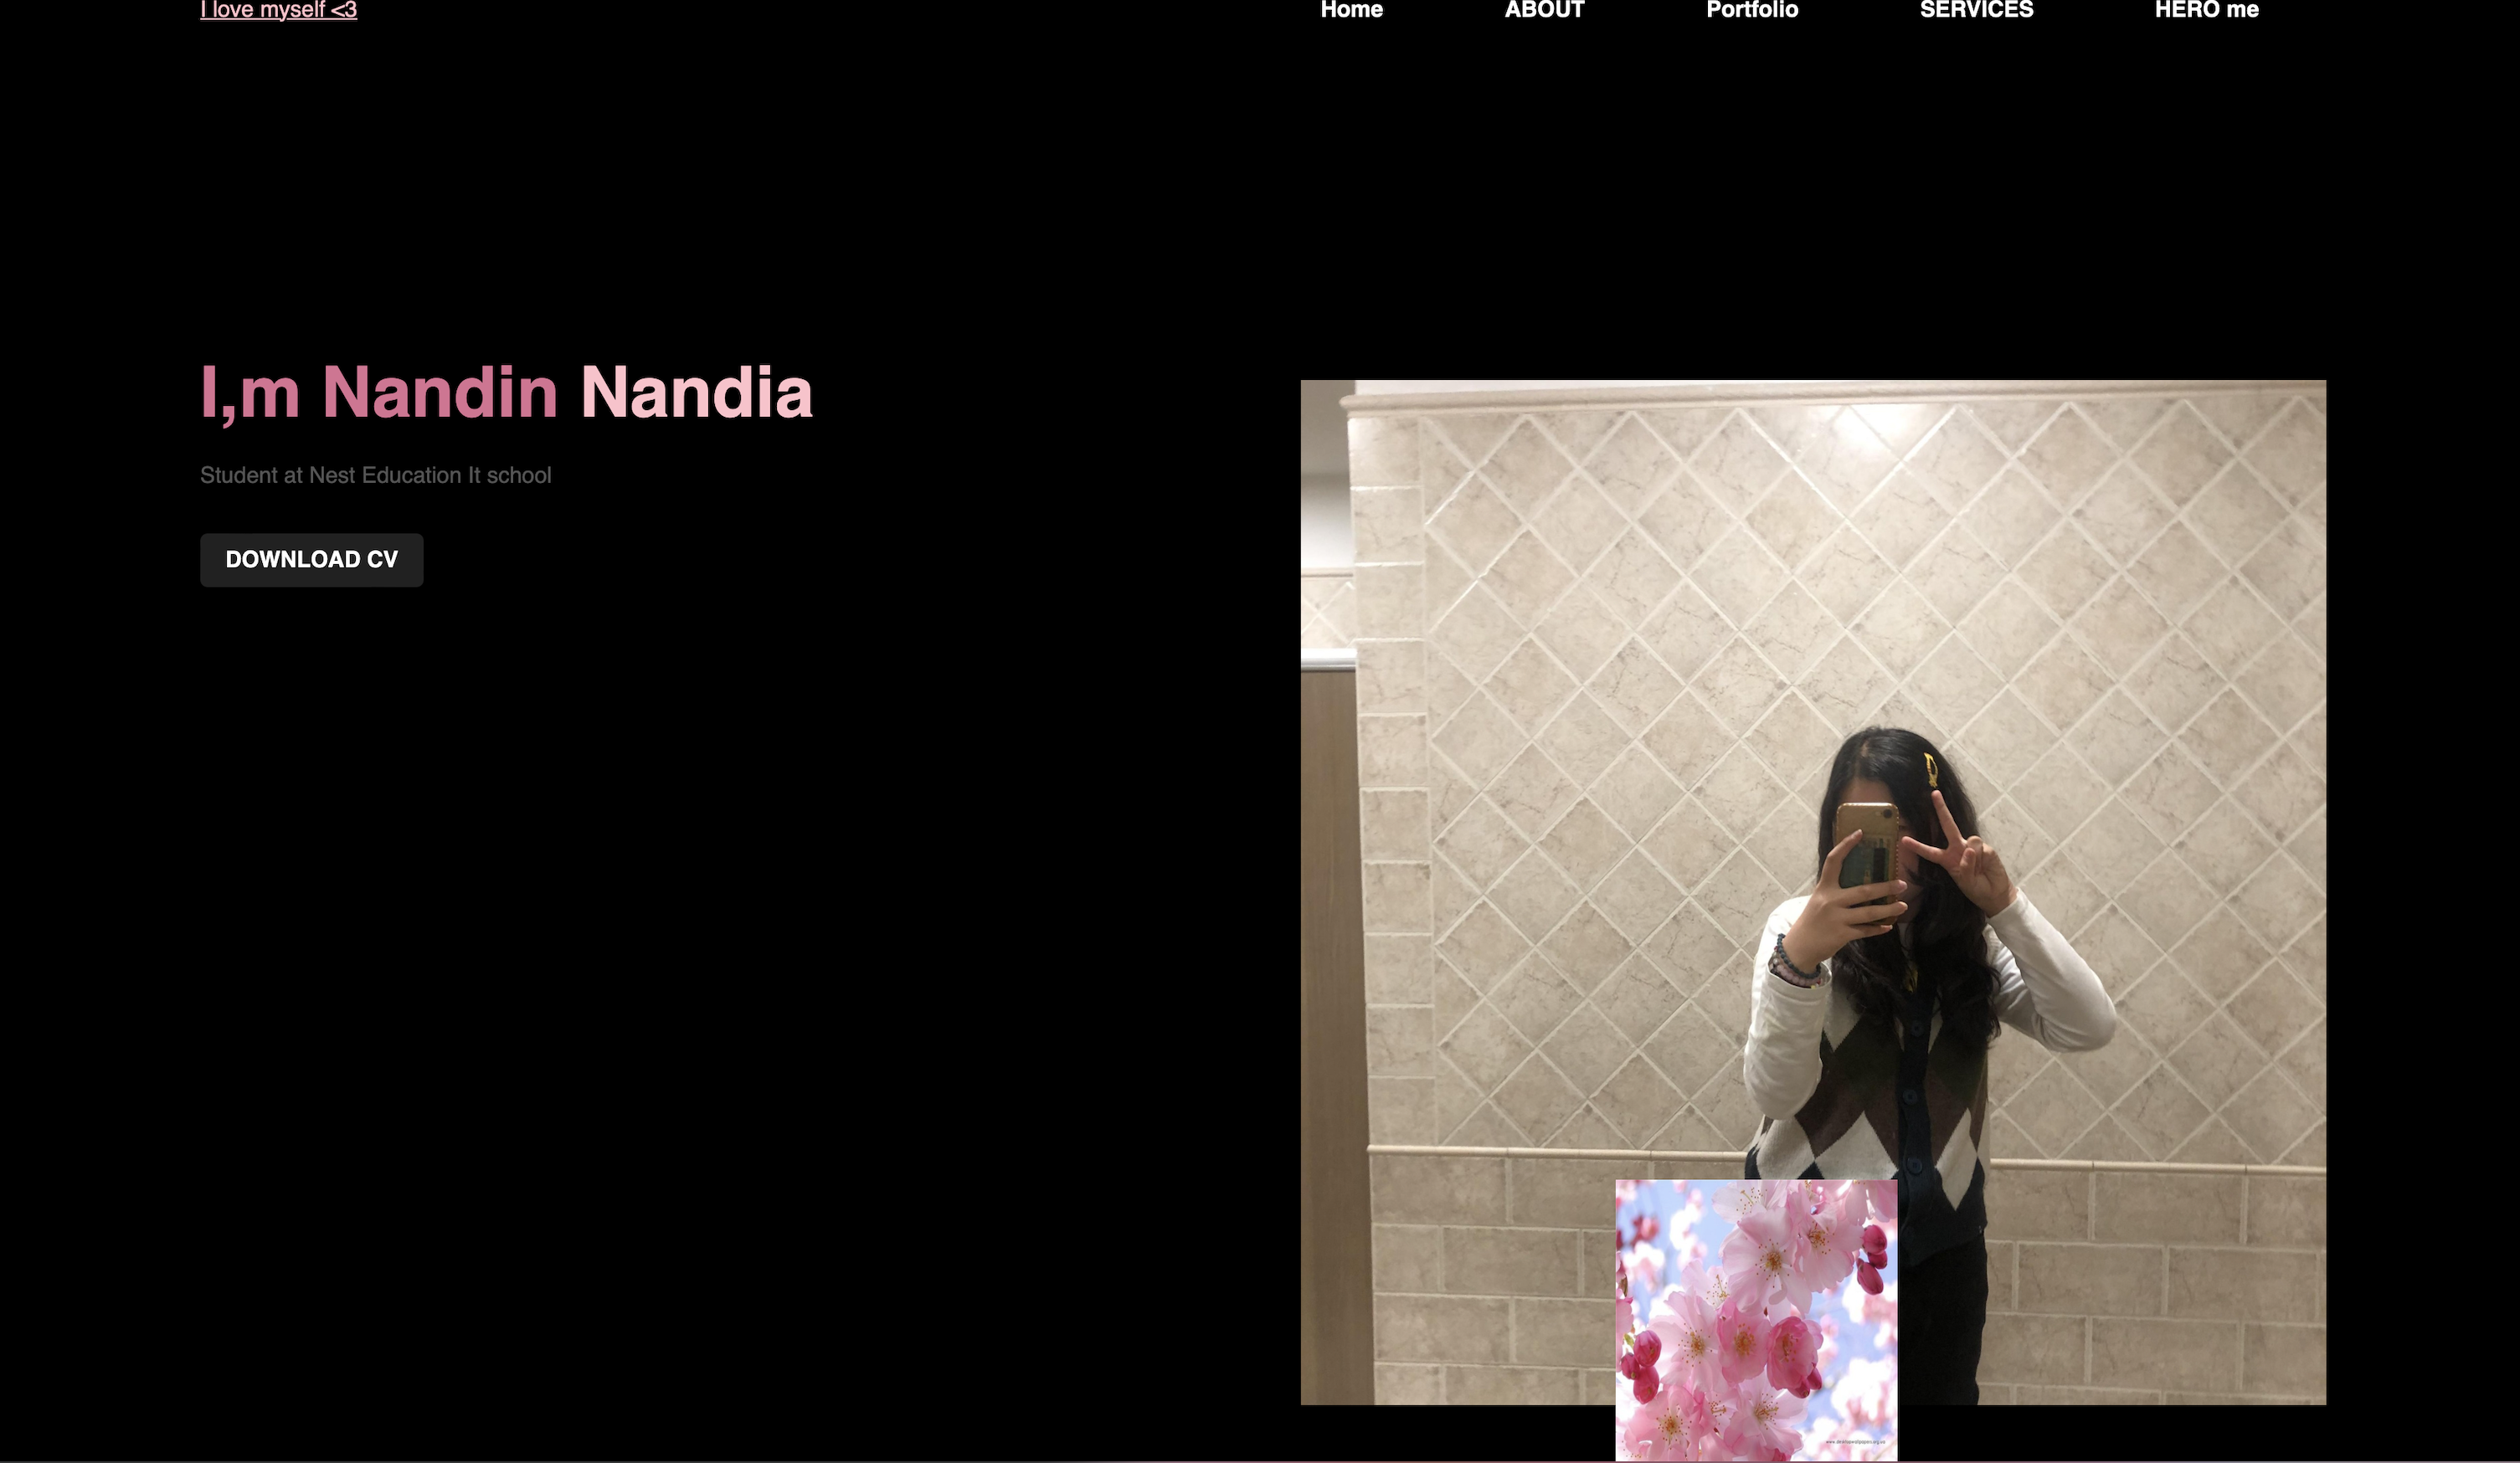 I love myself <3
Home ABOUT Portfolio SERVICES HERO me
I,m Nandin Nandia
Student at Nest Education It school
DOWNLOAD CV